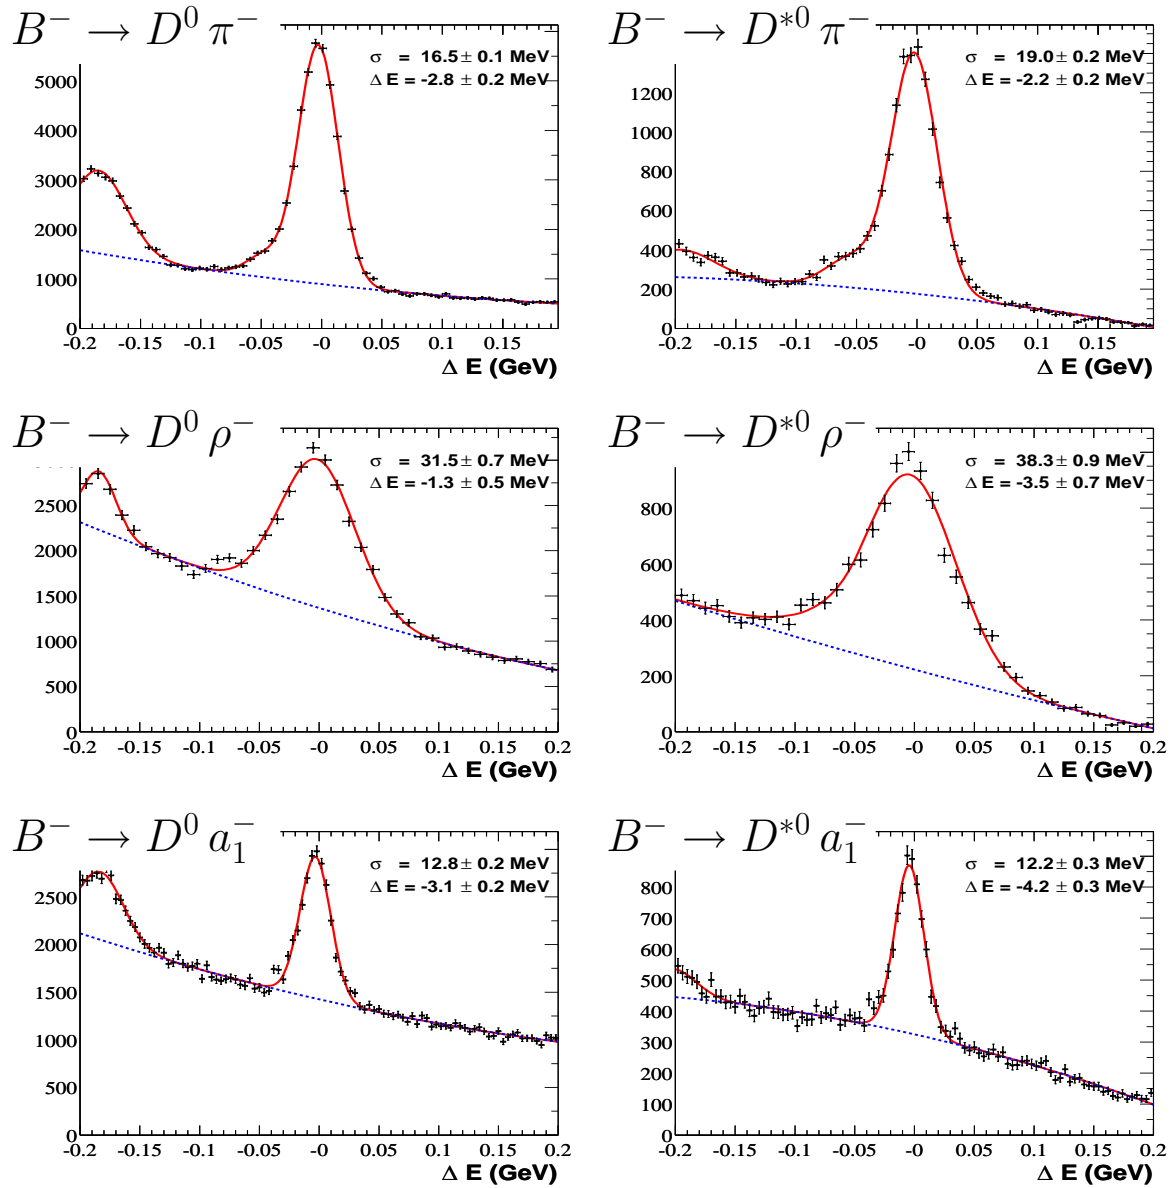 B⁻ → D⁰ π⁻
σ = 16.5 ± 0.1 MeV
Δ E = -2.8 ± 0.2 MeV
5000
4000
3000
2000
1000
0
-0.2 -0.15 -0.1 -0.05 -0 0.05 0.1 0.15
Δ E (GeV)
B⁻ → D*⁰ π⁻
σ = 19.0 ± 0.2 MeV
Δ E = -2.2 ± 0.2 MeV
1200
1000
800
600
400
200
0
-0.2 -0.15 -0.1 -0.05 -0 0.05 0.1 0.15
Δ E (GeV)
B⁻ → D⁰ ρ⁻
σ = 31.5 ± 0.7 MeV
Δ E = -1.3 ± 0.5 MeV
2500
2000
1500
1000
500
0
-0.2 -0.15 -0.1 -0.05 -0 0.05 0.1 0.15 0.2
Δ E (GeV)
B⁻ → D*⁰ ρ⁻
σ = 38.3 ± 0.9 MeV
Δ E = -3.5 ± 0.7 MeV
800
600
400
200
0
-0.2 -0.15 -0.1 -0.05 -0 0.05 0.1 0.15 0.2
Δ E (GeV)
B⁻ → D⁰ a₁⁻
σ = 12.8 ± 0.2 MeV
Δ E = -3.1 ± 0.2 MeV
2500
2000
1500
1000
500
0
-0.2 -0.15 -0.1 -0.05 -0 0.05 0.1 0.15 0.2
Δ E (GeV)
B⁻ → D*⁰ a₁⁻
σ = 12.2 ± 0.3 MeV
Δ E = -4.2 ± 0.3 MeV
800
700
600
500
400
300
200
100
0
-0.2 -0.15 -0.1 -0.05 -0 0.05 0.1 0.15 0.2
Δ E (GeV)